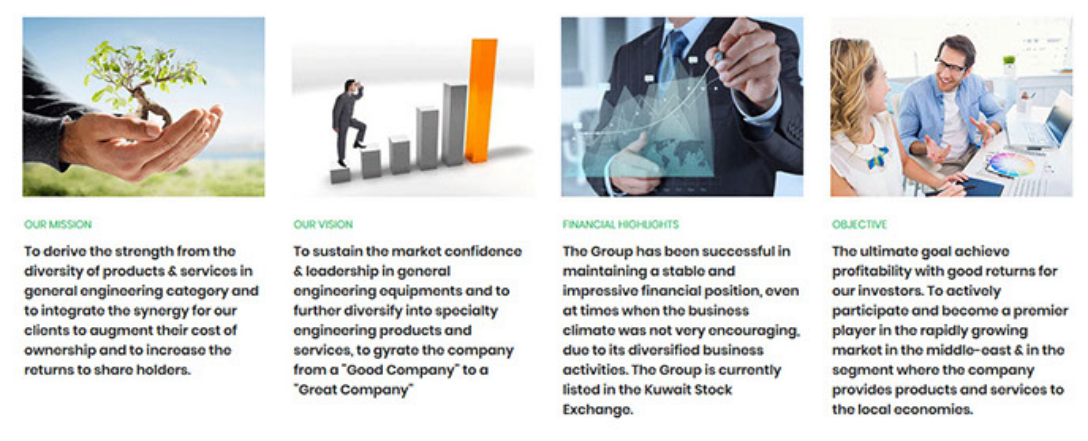 OUR MISSION
To derive the strength from the
diversity of products & services in
general engineering category and
to integrate the synergy for our
clients to augment their cost of
ownership and to increase the
returns to share holders.
OUR VISION
To sustain the market confidence
& leadership in general
engineering equipments and to
further diversify into specialty
engineering products and
services, to gyrate the company
from a "Good Company" to a
"Great Company"
FINANCIAL HIGHLIGHTS
The Group has been successful in
maintaining a stable and
impressive financial position, even
at times when the business
climate was not very encouraging,
due to its diversified business
activities. The Group is currently
listed in the Kuwait Stock
Exchange.
OBJECTIVE
The ultimate goal achieve
profitability with good returns for
our investors. To actively
participate and become a premier
player in the rapidly growing
market in the middle-east & in the
segment where the company
provides products and services to
the local economies.